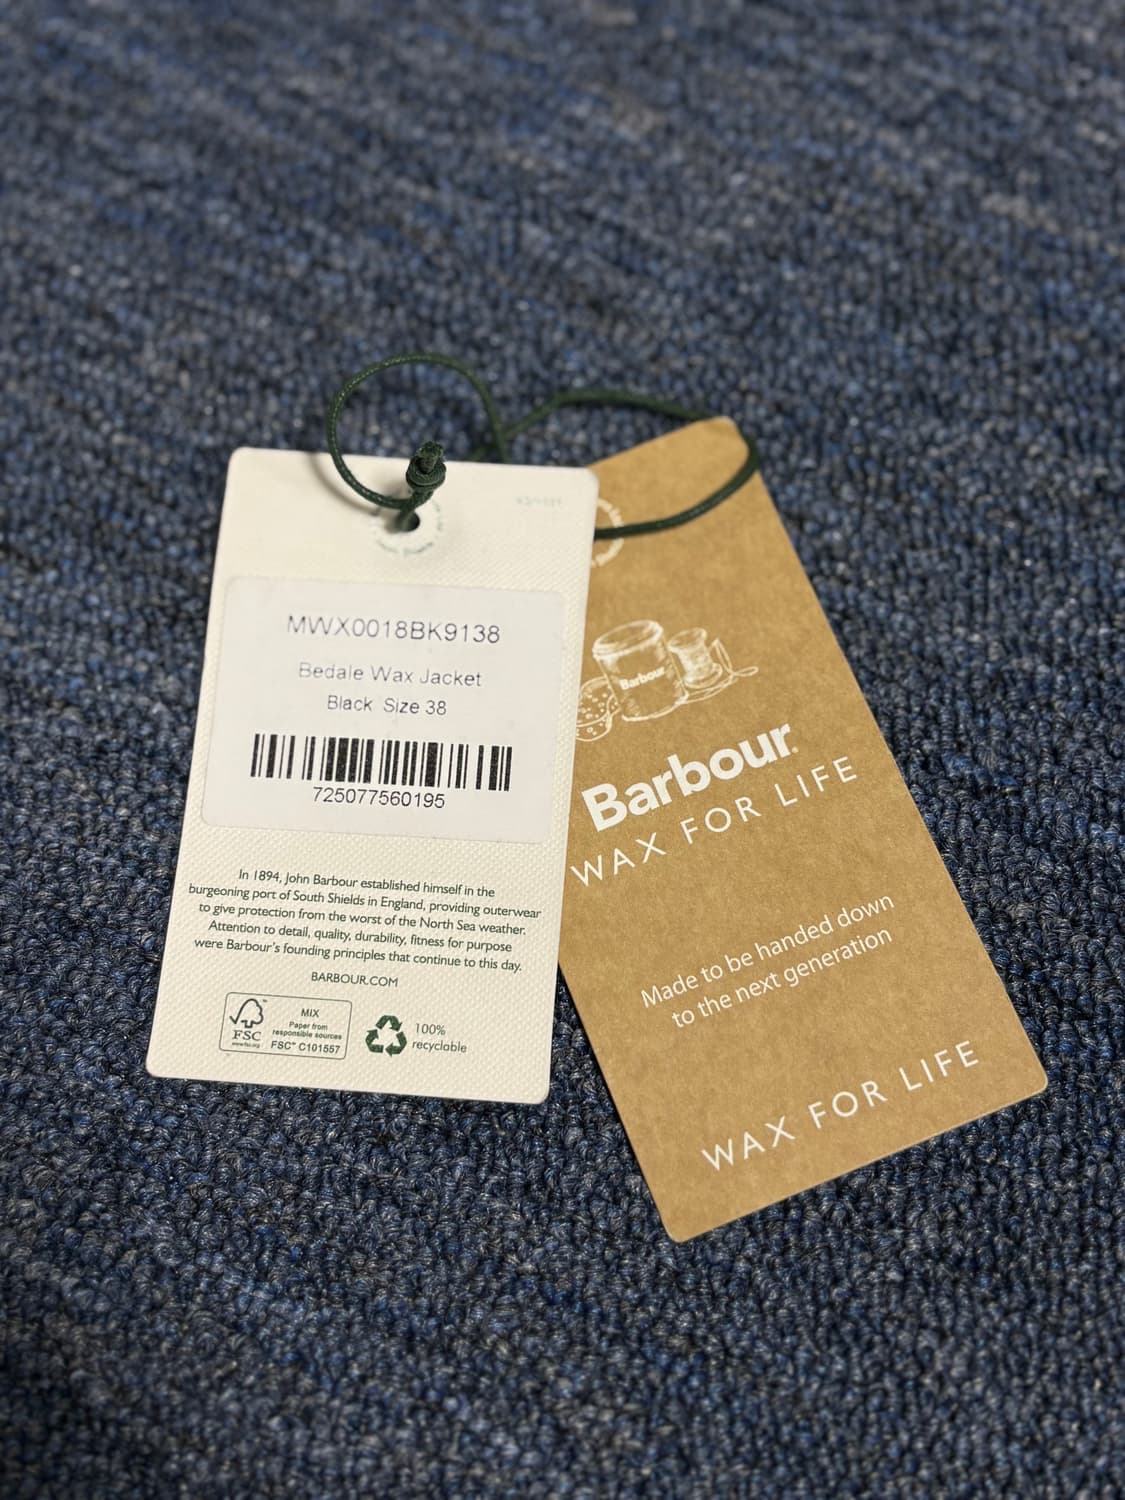 MWX0018BK9138
Bedale Wax Jacket
Black Size 38
725077560195
In 1894, John Barbour established himself in the
burgeoning port of South Shields in England, providing outerwear
to give protection from the worst of the North Sea weather.
Attention to detail, quality, durability, fitness for purpose
were Barbour's founding principles that continue to this day.
BARBOUR.COM
FSC
www.fsc.org
MIX
Paper from
responsible sources
FSC® C101557
100%
recyclable
Barbour
Barbour.
WAX FOR LIFE
Made to be handed down
to the next generation
WAX FOR LIFE